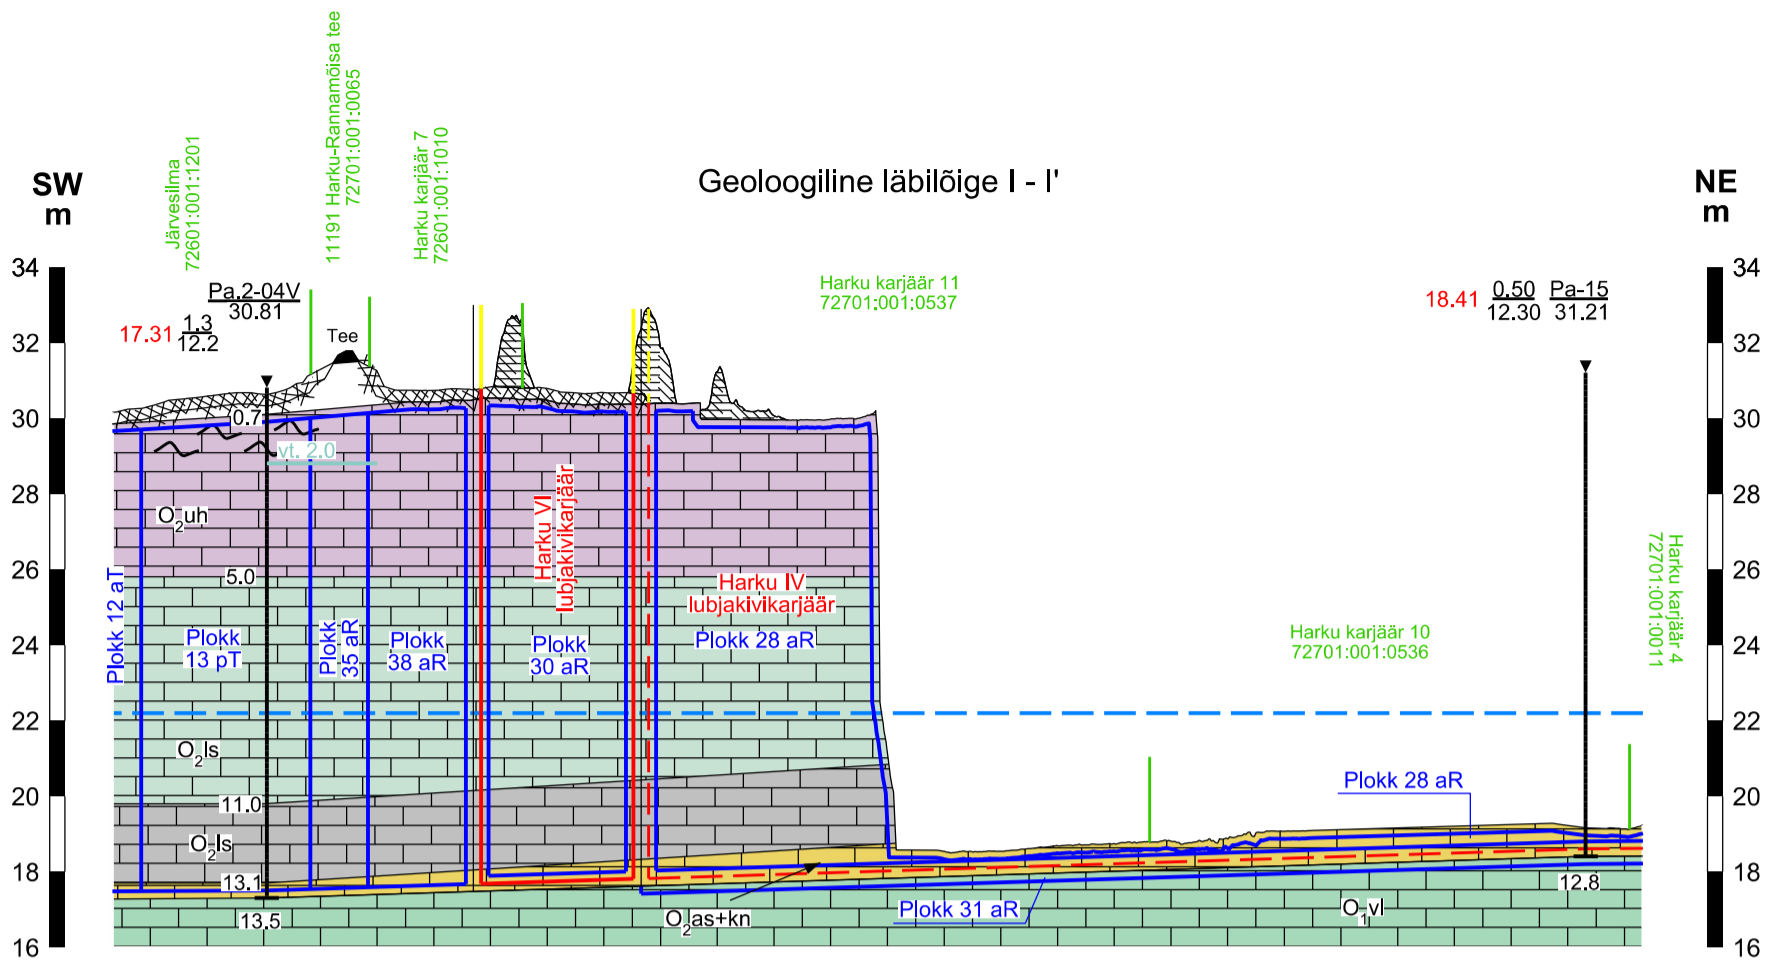 Järvesilma
72601:001:1201
11191 Harku-Rannamõisa tee
72701:001:0065
Harku karjäär 7
72601:001:1010
Geoloogiline läbilõige I - I'
SW
m
NE
m
34
32
30
28
26
24
22
20
18
16
34
32
30
28
26
24
22
20
18
16
Pa.2-04V
30.81
17.31
1.3
12.2
Tee
Harku karjäär 11
72701:001:0537
18.41
0.50
12.30
Pa-15
31.21
0.7
vt. 2.0
O2uh
5.0
Plokk 12 aT
Plokk
13 pT
Plokk
35 aR
Plokk
38 aR
Harku VI
lubjakivikarjäär
Plokk
30 aR
Harku IV
lubjakivikarjäär
Plokk 28 aR
Harku karjäär 10
72701:001:0536
Harku karjäär 4
72701:001:0011
O2ls
11.0
O2ls
13.1
13.5
Plokk 28 aR
12.8
O2as+kn
Plokk 31 aR
O1vl